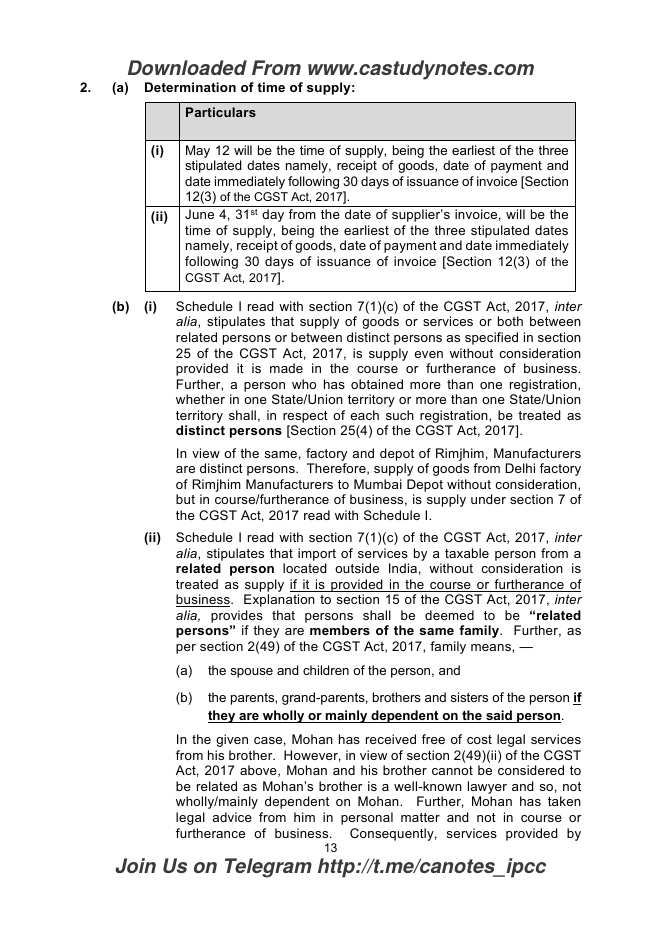 Downloaded From www.castudynotes.com
2. (a) Determination of time of supply:
Particulars
(i) May 12 will be the time of supply, being the earliest of the three
stipulated dates namely, receipt of goods, date of payment and
date immediately following 30 days of issuance of invoice [Section
12(3) of the CGST Act, 2017].
(ii) June 4, 31st day from the date of supplier's invoice, will be the
time of supply, being the earliest of the three stipulated dates
namely, receipt of goods, date of payment and date immediately
following 30 days of issuance of invoice [Section 12(3) of the
CGST Act, 2017].
(b) (i) Schedule I read with section 7(1)(c) of the CGST Act, 2017, inter
alia, stipulates that supply of goods or services or both between
related persons or between distinct persons as specified in section
25 of the CGST Act, 2017, is supply even without consideration
provided it is made in the course or furtherance of business.
Further, a person who has obtained more than one registration,
whether in one State/Union territory or more than one State/Union
territory shall, in respect of each such registration, be treated as
distinct persons [Section 25(4) of the CGST Act, 2017].
In view of the same, factory and depot of Rimjhim, Manufacturers
are distinct persons. Therefore, supply of goods from Delhi factory
of Rimjhim Manufacturers to Mumbai Depot without consideration,
but in course/furtherance of business, is supply under section 7 of
the CGST Act, 2017 read with Schedule I.
(ii) Schedule I read with section 7(1)(c) of the CGST Act, 2017, inter
alia, stipulates that import of services by a taxable person from a
related person located outside India, without consideration is
treated as supply if it is provided in the course or furtherance of
business. Explanation to section 15 of the CGST Act, 2017, inter
alia, provides that persons shall be deemed to be “related
persons” if they are members of the same family. Further, as
per section 2(49) of the CGST Act, 2017, family means, —
(a) the spouse and children of the person, and
(b) the parents, grand-parents, brothers and sisters of the person if
they are wholly or mainly dependent on the said person.
In the given case, Mohan has received free of cost legal services
from his brother. However, in view of section 2(49)(ii) of the CGST
Act, 2017 above, Mohan and his brother cannot be considered to
be related as Mohan's brother is a well-known lawyer and so, not
wholly/mainly dependent on Mohan. Further, Mohan has taken
legal advice from him in personal matter and not in course or
furtherance of business. Consequently, services provided by
13
Join Us on Telegram http://t.me/canotes_ipcc